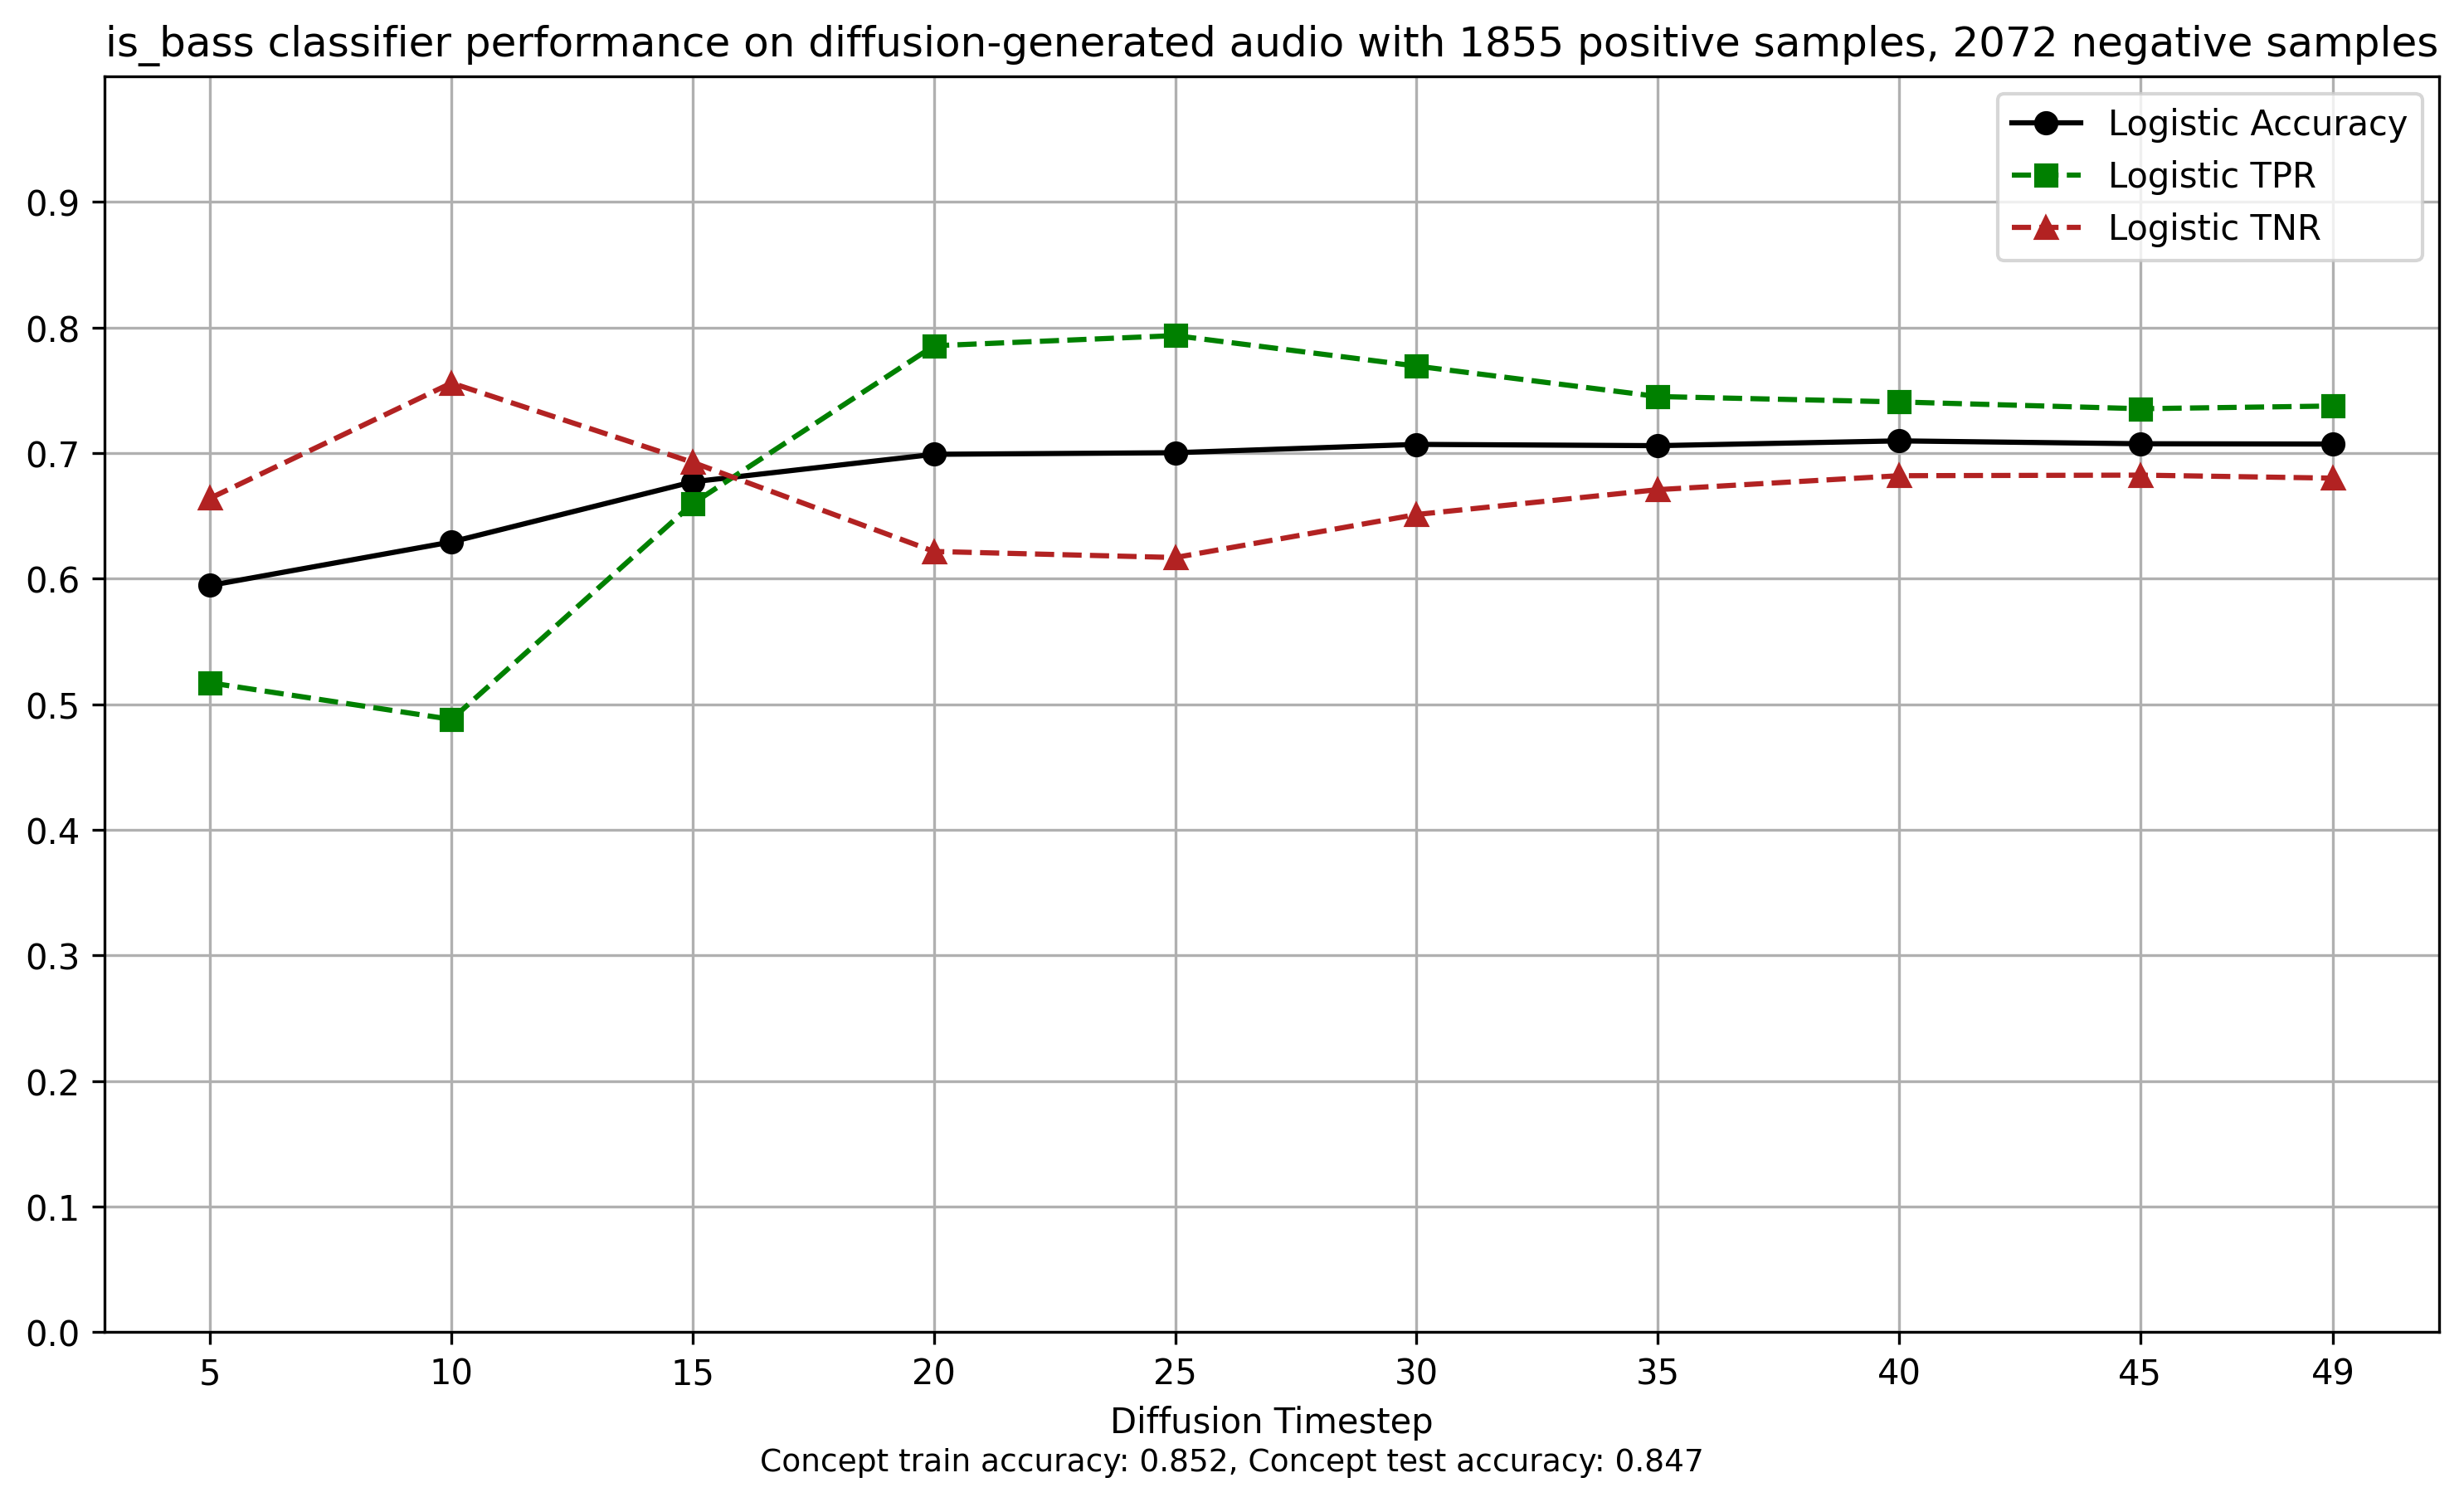 is_bass classifier performance on diffusion-generated audio with 1855 positive samples, 2072 negative samples
Logistic Accuracy
Logistic TPR
Logistic TNR
0.9
0.8
0.7
0.6
0.5
0.4
0.3
0.2
0.1
0.0
5 10 15 20 25 30 35 40 45 49
Diffusion Timestep
Concept train accuracy: 0.852, Concept test accuracy: 0.847